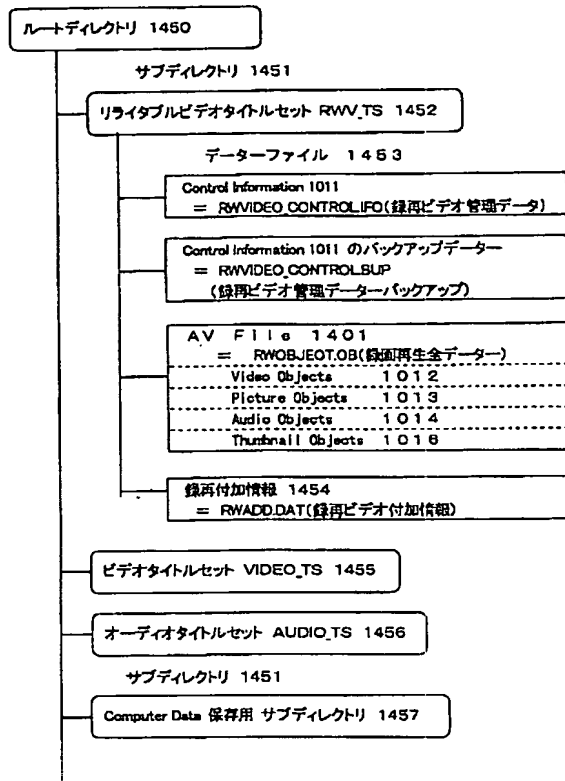 ルートディレクトリ 1450
サブディレクトリ 1451
リライタブルビデオタイトルセット RWV_TS 1452
データーファイル 1453
Control Information 1011
= RWVIDEO_CONTROL.IFO(録再ビデオ管理データ)
Control Information 1011 のバックアップデーター
= RWVIDEO_CONTROL.BUP
(録再ビデオ管理データーバックアップ)
AV File 1401
= RWOBJEOT.OB(録画再生全データー)
Video Objects 1012
Picture Objects 1013
Audio Objects 1014
Thumbnail Objects 1016
録再付加情報 1454
= RWADD.DAT(録再ビデオ付加情報)
ビデオタイトルセット VIDEO_TS 1455
オーディオタイトルセット AUDIO_TS 1456
サブディレクトリ 1451
Computer Data 保存用 サブディレクトリ 1457